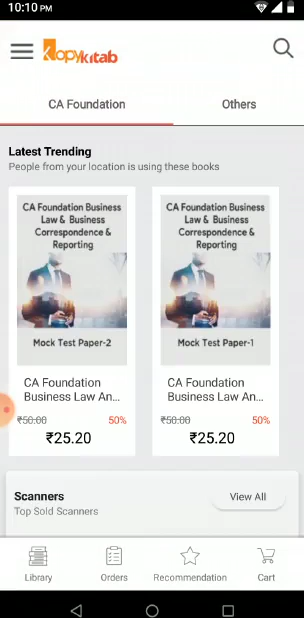 10:10 PM
Kopykitab
CA Foundation
Others
Latest Trending
People from your location is using these books
CA Foundation Business
Law & Business
Correspondence &
Reporting
Mock Test Paper-2
CA Foundation
Business Law An...
₹50.00 50%
₹25.20
CA Foundation Business
Law & Business
Correspondence &
Reporting
Mock Test Paper-1
CA Foundation
Business Law An...
₹50.00 50%
₹25.20
Scanners
View All
Top Sold Scanners
Library
Orders
Recommendation
Cart